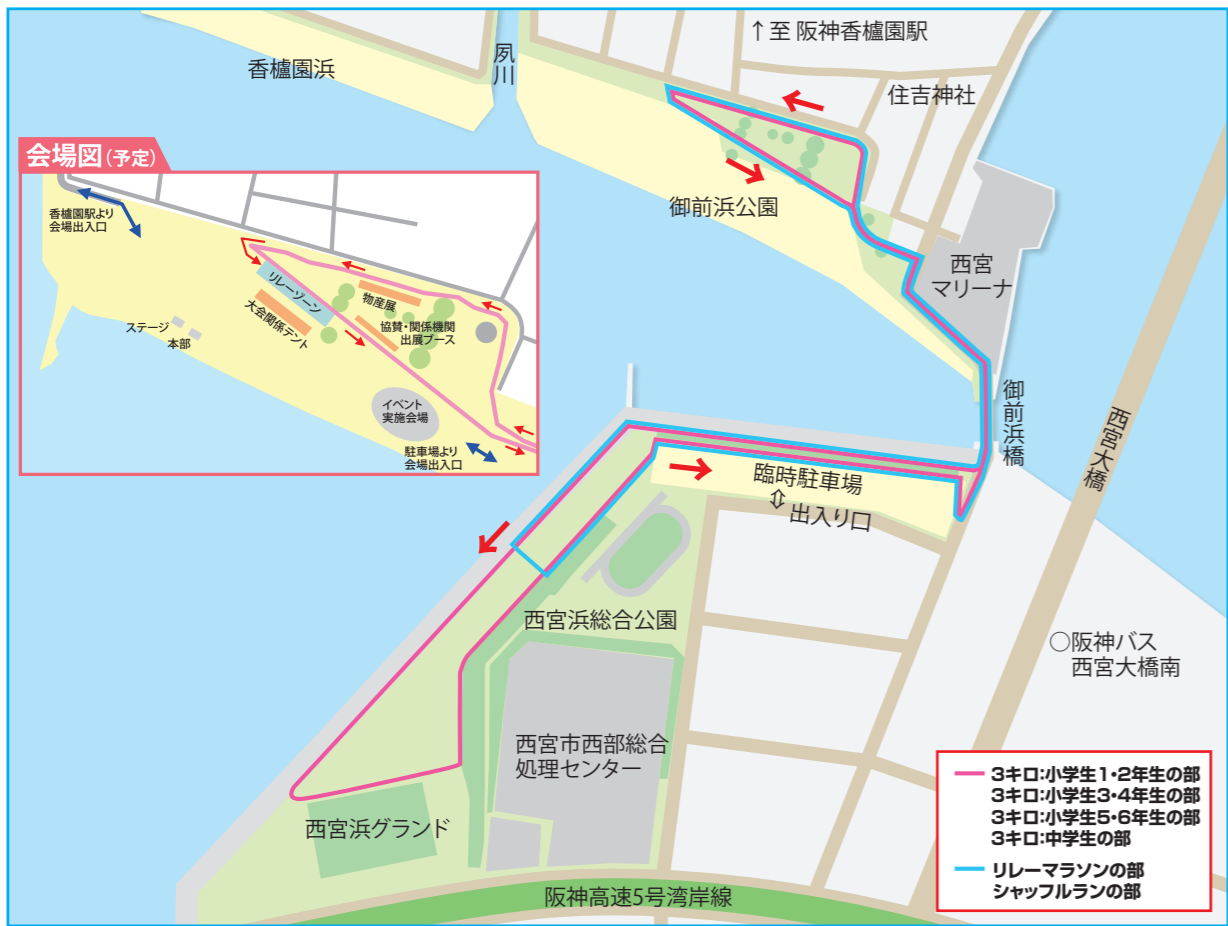 ↑至 阪神香櫨園駅
夙川
香櫨園浜
住吉神社
会場図(予定)
香櫨園駅より
会場出入口
リレーゾーン
物産展
大会関係テント
協賛・関係機関
出展ブース
ステージ
本部
イベント
実施会場
駐車場より
会場出入口
御前浜公園
西宮
マリーナ
御前浜橋
西宮大橋
臨時駐車場
⇕出入り口
西宮浜総合公園
○阪神バス
西宮大橋南
西宮市西部総合
処理センター
西宮浜グランド
阪神高速5号湾岸線
3キロ:小学生1・2年生の部
3キロ:小学生3・4年生の部
3キロ:小学生5・6年生の部
3キロ:中学生の部
リレーマラソンの部
シャッフルランの部